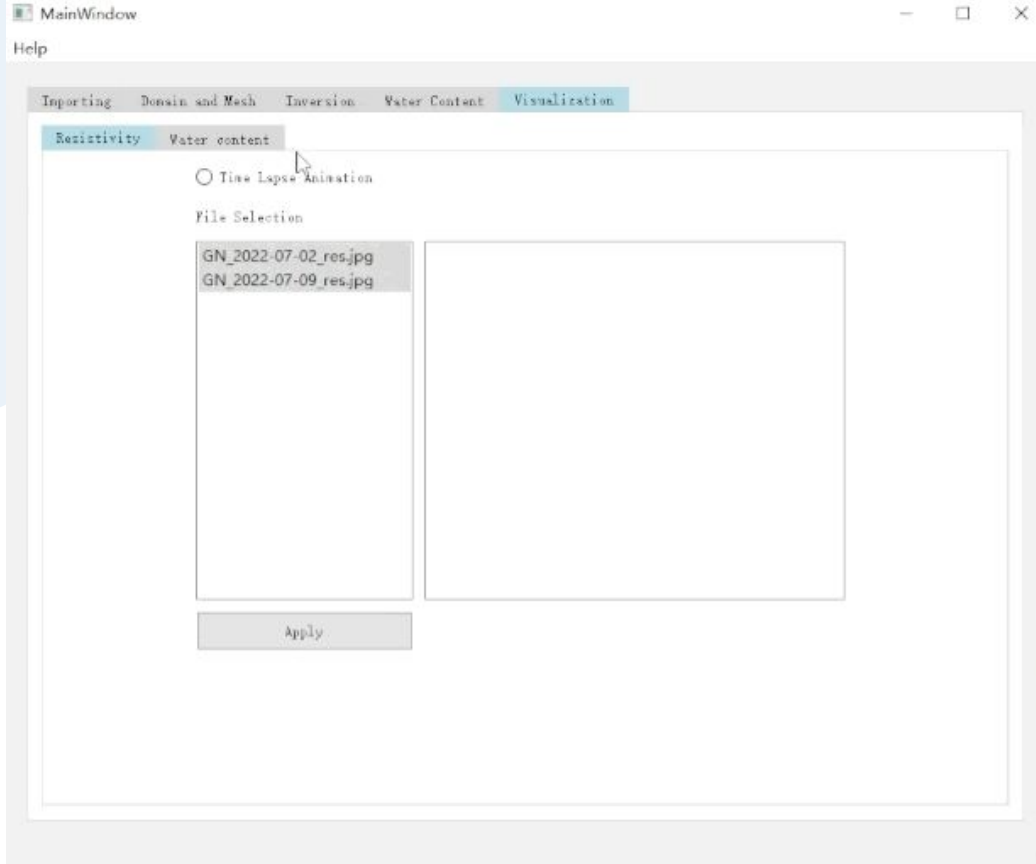 MainWindow
Help
Importing Domain and Mesh Inversion Water Content Visualization
Resistivity Water content
Time Lapse Animation
File Selection
GN_2022-07-02_res.jpg
GN_2022-07-09_res.jpg
Apply